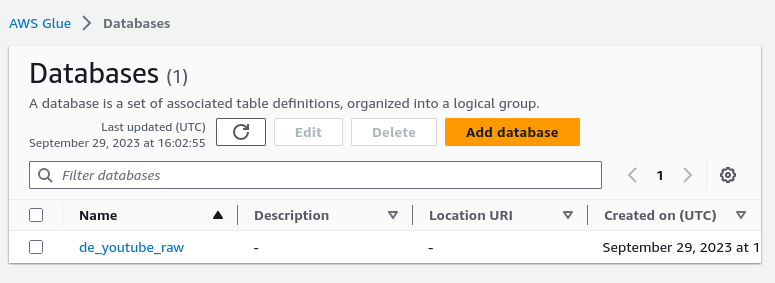 AWS Glue > Databases
Databases (1)
A database is a set of associated table definitions, organized into a logical group.
Last updated (UTC)
September 29, 2023 at 16:02:55
Edit
Delete
Add database
Filter databases
1
Name Description Location URI Created on (UTC)
de_youtube_raw - - September 29, 2023 at 1